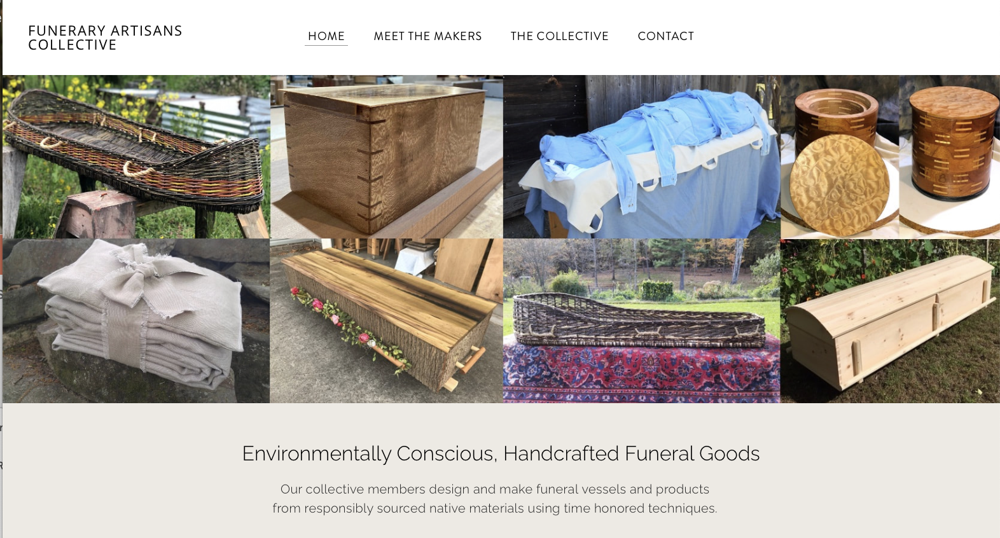 FUNERARY ARTISANS
COLLECTIVE
HOME
MEET THE MAKERS
THE COLLECTIVE
CONTACT
Environmentally Conscious, Handcrafted Funeral Goods
Our collective members design and make funeral vessels and products
from responsibly sourced native materials using time honored techniques.